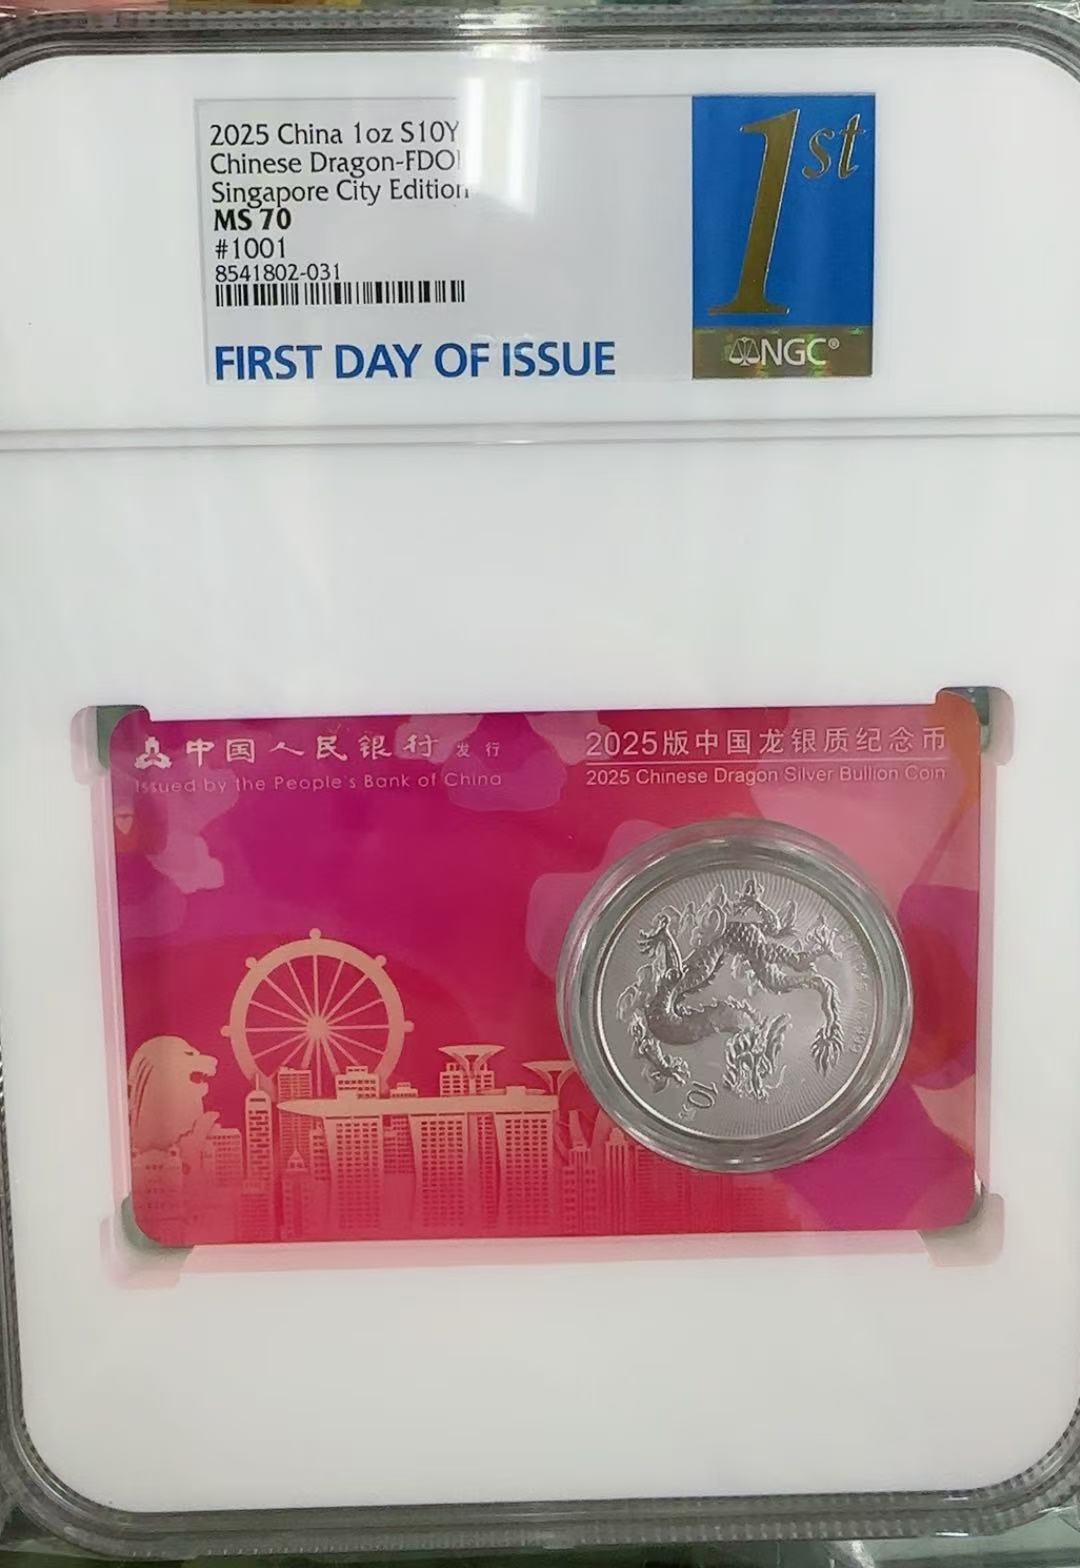 2025 China 1oz S10Y
Chinese Dragon-FDOI
Singapore City Edition
MS 70
#1001
8541802-031
FIRST DAY OF ISSUE
1st
NGC®
中国人民银行 发行
Issued by the People's Bank of China
2025版中国龙银质纪念币
2025 Chinese Dragon Silver Bullion Coin
10